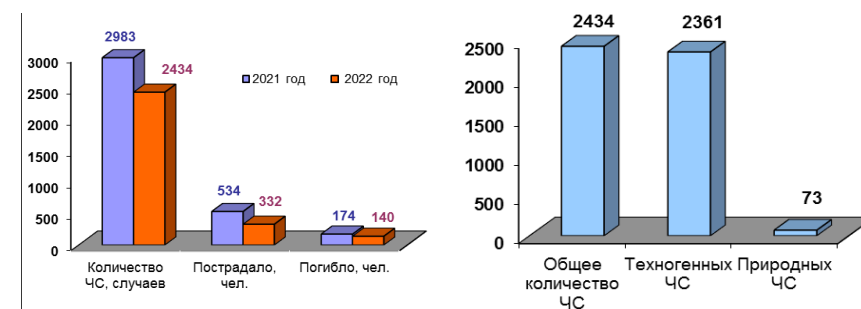 2983
2434
534
332
174
140
3000
2500
2000
1500
1000
500
0
2021 год
2022 год
Количество
ЧС, случаев
Пострадало,
чел.
Погибло, чел.
2434
2361
73
2500
2000
1500
1000
500
0
Общее
количество
ЧС
Техногенных
ЧС
Природных
ЧС